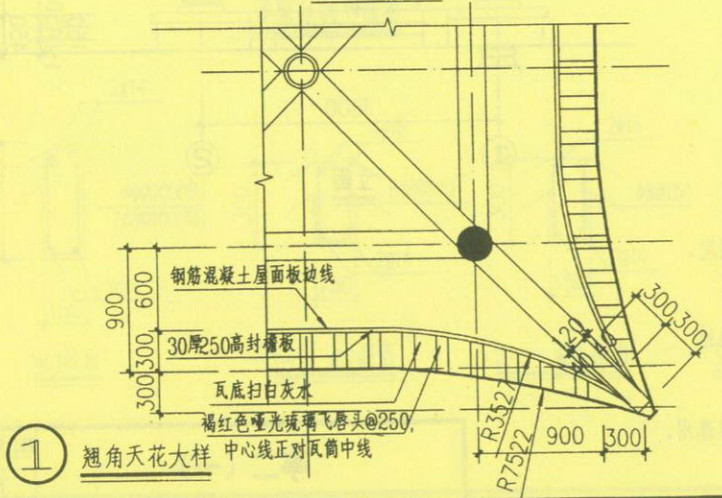 钢筋混凝土屋面板边线
30厚250高封檐板
瓦底扫白灰水
褐红色哑光琉璃飞唇头@250,
中心线正对瓦筒中线
900
600
300
300
R3527
R7522
900
300
120
300
300
1
翘角天花大样